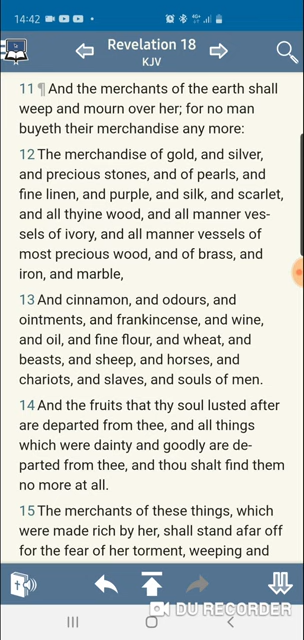 14:42
Revelation 18
KJV
11 ¶ And the merchants of the earth shall
weep and mourn over her; for no man
buyeth their merchandise any more:
12 The merchandise of gold, and silver,
and precious stones, and of pearls, and
fine linen, and purple, and silk, and scarlet,
and all thyine wood, and all manner ves-
sels of ivory, and all manner vessels of
most precious wood, and of brass, and
iron, and marble,
13 And cinnamon, and odours, and
ointments, and frankincense, and wine,
and oil, and fine flour, and wheat, and
beasts, and sheep, and horses, and
chariots, and slaves, and souls of men.
14 And the fruits that thy soul lusted after
are departed from thee, and all things
which were dainty and goodly are de-
parted from thee, and thou shalt find them
no more at all.
15 The merchants of these things, which
were made rich by her, shall stand afar off
for the fear of her torment, weeping and
DU RECORDER